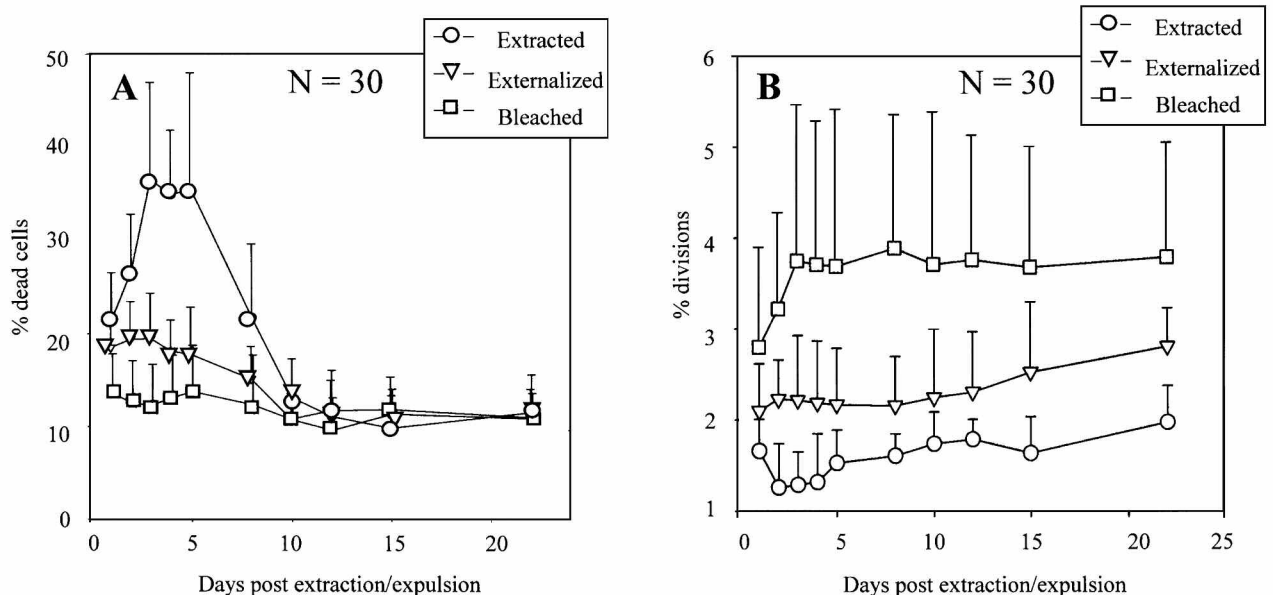 Extracted
Externalized
Bleached
A
N = 30
50
40
30
20
10
0
% dead cells
0 5 10 15 20
Days post extraction/expulsion
Extracted
Externalized
Bleached
B
N = 30
6
5
4
3
2
1
% divisions
0 5 10 15 20 25
Days post extraction/expulsion